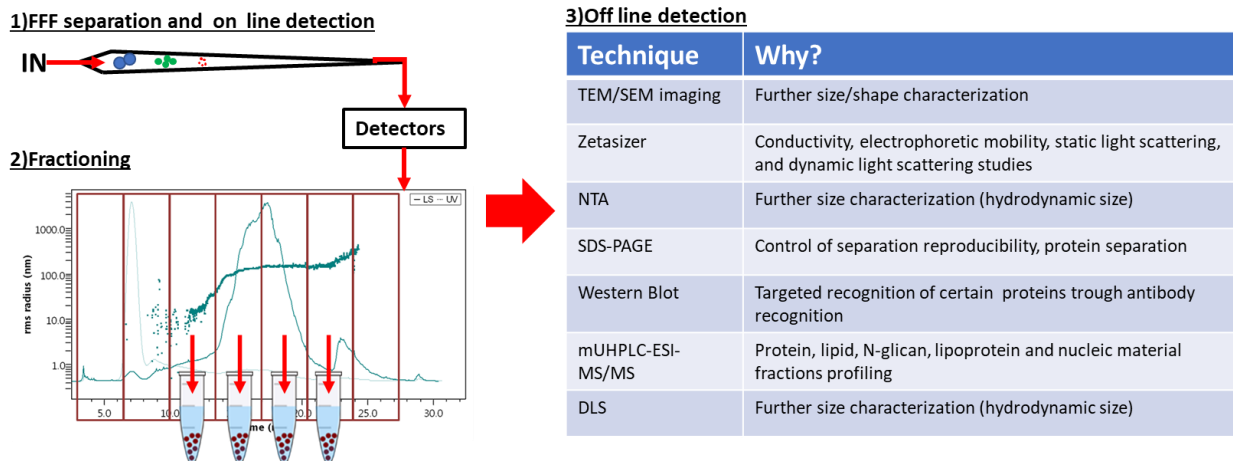 1)FFF separation and on line detection
IN
Detectors
2)Fractioning
LS UV
rms radius (nm)
1000.0
100.0
10.0
1.0
5.0
10.0
20.0
25.0
30.0
3)Off line detection
Technique Why?
TEM/SEM imaging Further size/shape characterization
Zetasizer Conductivity, electrophoretic mobility, static light scattering,
and dynamic light scattering studies
NTA Further size characterization (hydrodynamic size)
SDS-PAGE Control of separation reproducibility, protein separation
Western Blot Targeted recognition of certain proteins trough antibody
recognition
mUHPLC-ESI-
MS/MS
Protein, lipid, N-glican, lipoprotein and nucleic material
fractions profiling
DLS Further size characterization (hydrodynamic size)